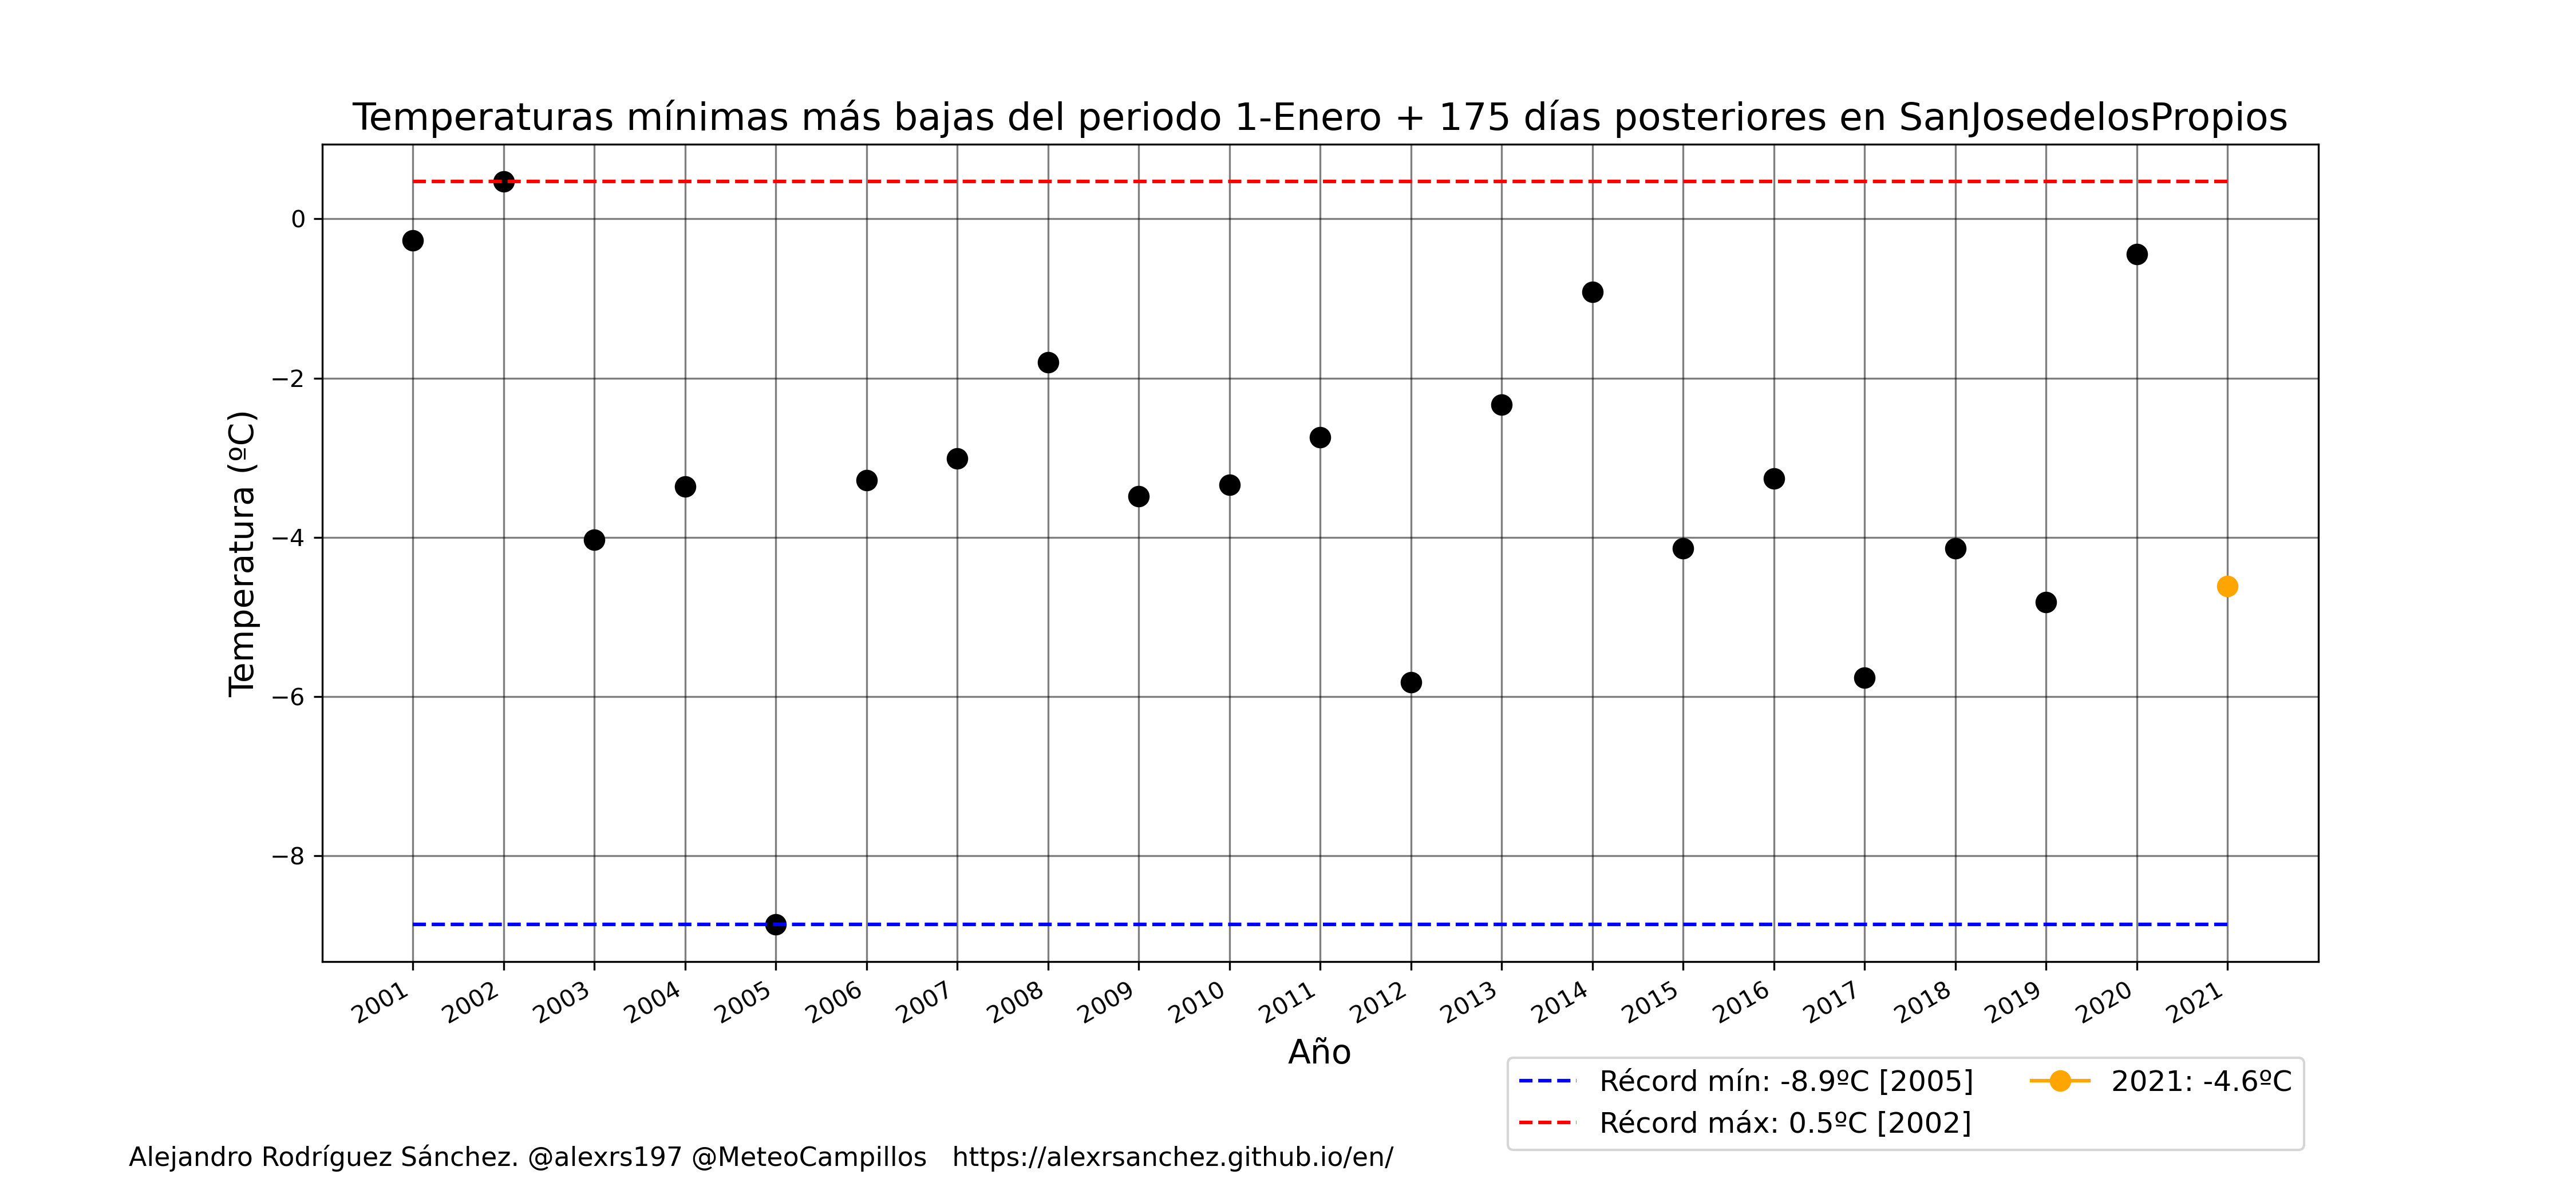 Temperaturas mínimas más bajas del periodo 1-Enero + 175 días posteriores en SanJosedelosPropios
Temperatura (ºC)
0
−2
−4
−6
−8
2001 2002 2003 2004 2005 2006 2007 2008 2009 2010 2011 2012 2013 2014 2015 2016 2017 2018 2019 2020 2021
Año
Récord mín: -8.9ºC [2005] 2021: -4.6ºC
Récord máx: 0.5ºC [2002]
Alejandro Rodríguez Sánchez. @alexrs197 @MeteoCampillos https://alexrsanchez.github.io/en/